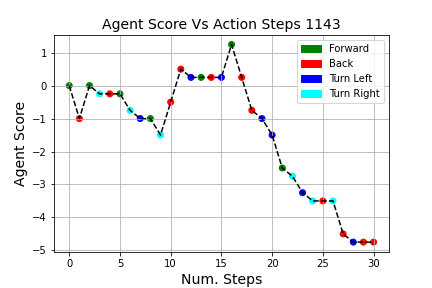 Agent Score Vs Action Steps 1143
Forward
Back
Turn Left
Turn Right
Agent Score
1
0
−1
−2
−3
−4
−5
0 5 10 15 20 25 30
Num. Steps